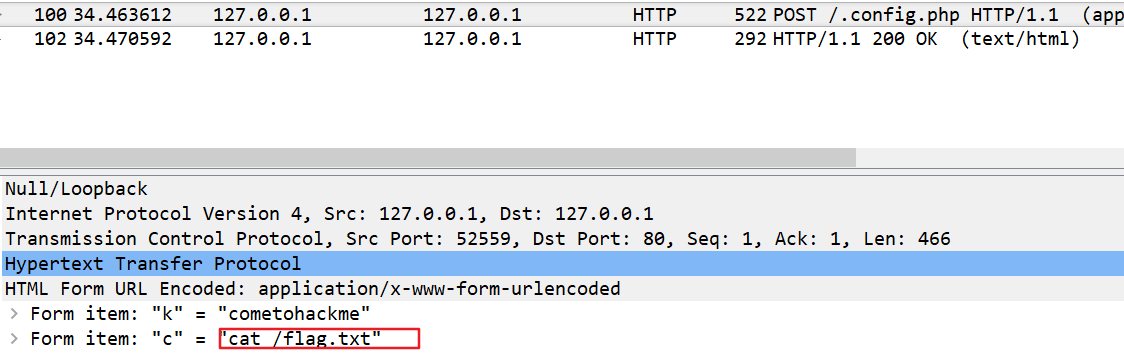 100 34.463612 127.0.0.1 127.0.0.1 HTTP 522 POST /.config.php HTTP/1.1 (app
102 34.470592 127.0.0.1 127.0.0.1 HTTP 292 HTTP/1.1 200 OK (text/html)
Null/Loopback
Internet Protocol Version 4, Src: 127.0.0.1, Dst: 127.0.0.1
Transmission Control Protocol, Src Port: 52559, Dst Port: 80, Seq: 1, Ack: 1, Len: 466
Hypertext Transfer Protocol
HTML Form URL Encoded: application/x-www-form-urlencoded
> Form item: "k" = "cometohackme"
> Form item: "c" = "cat /flag.txt"